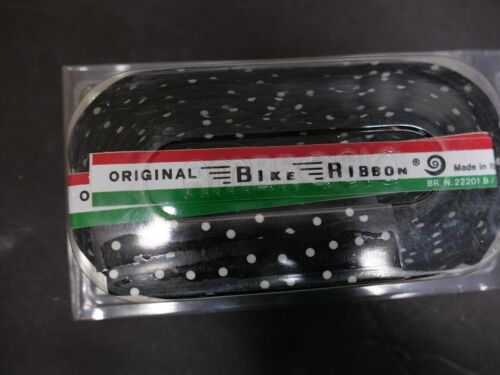 ORIGINAL BIKE RIBBON ® Made in
BR N. 22201 B
O